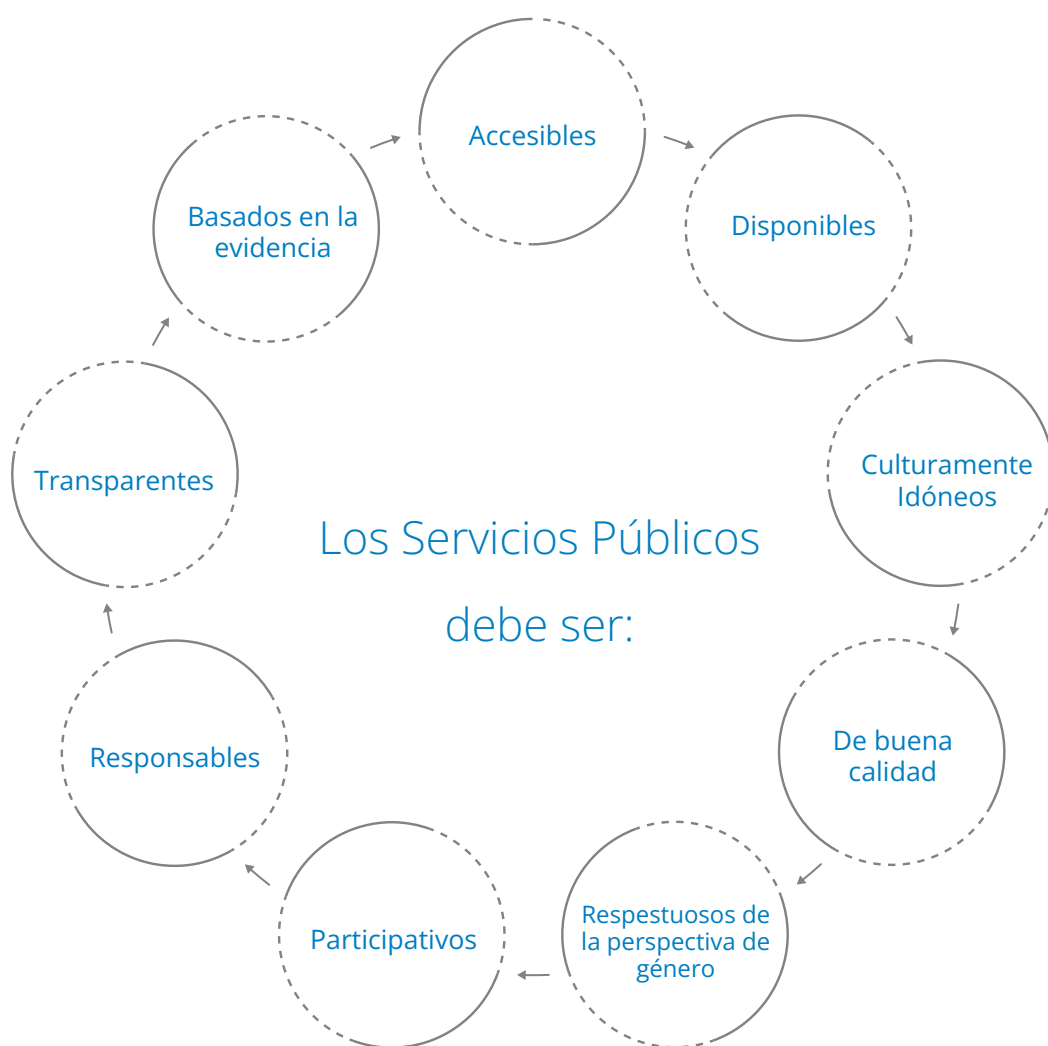 Accesibles
Disponibles
Culturamente
Idóneos
De buena
calidad
Respestuosos de
la perspectiva de
género
Participativos
Responsables
Transparentes
Basados en la
evidencia
Los Servicios Públicos
debe ser: